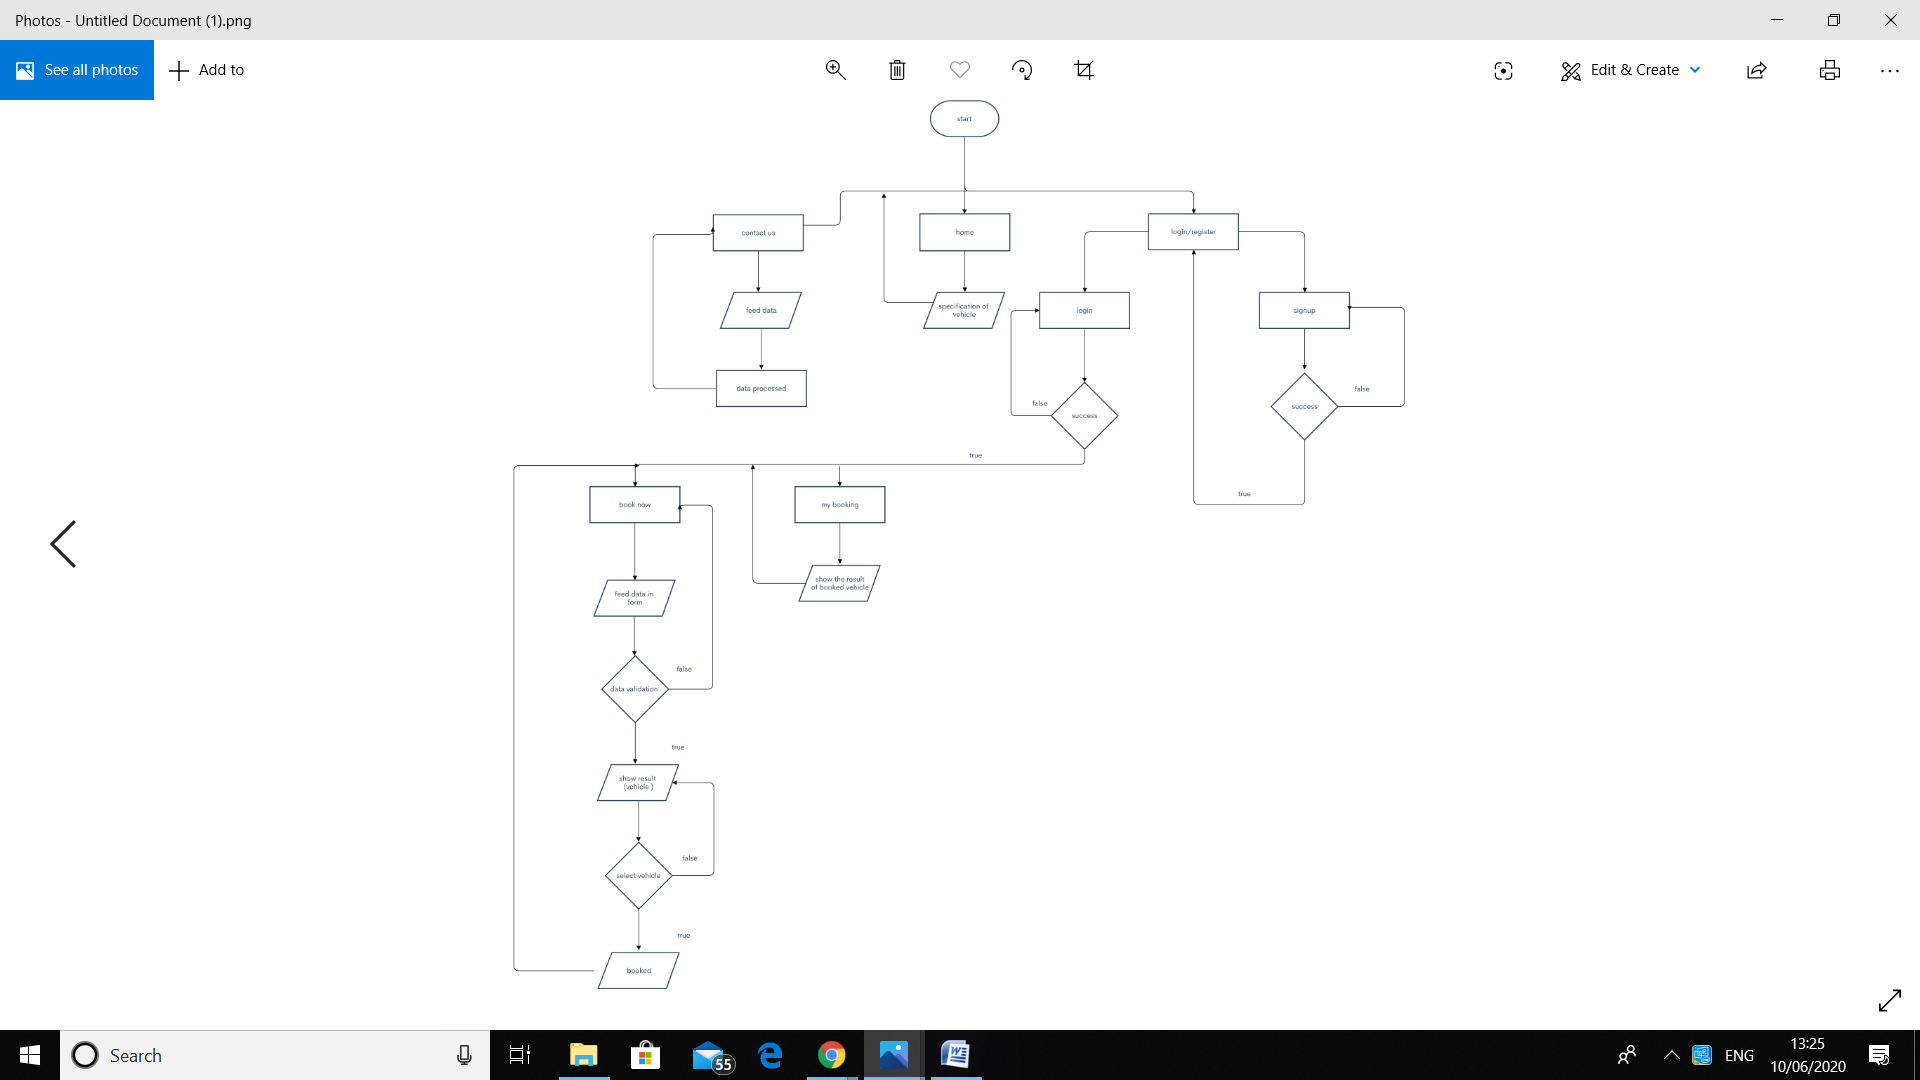 Photos - Untitled Document (1).png
See all photos
Add to
Edit & Create
start
contact us
home
login/register
feed data
specification of
vehicle
login
signup
data processed
false
success
false
success
true
true
book now
my booking
feed data in
form
show the result
of booked vehicle
false
data validation
true
show result
(vehicle )
false
select vehicle
true
booked
Search
55
ENG
13:25
10/06/2020